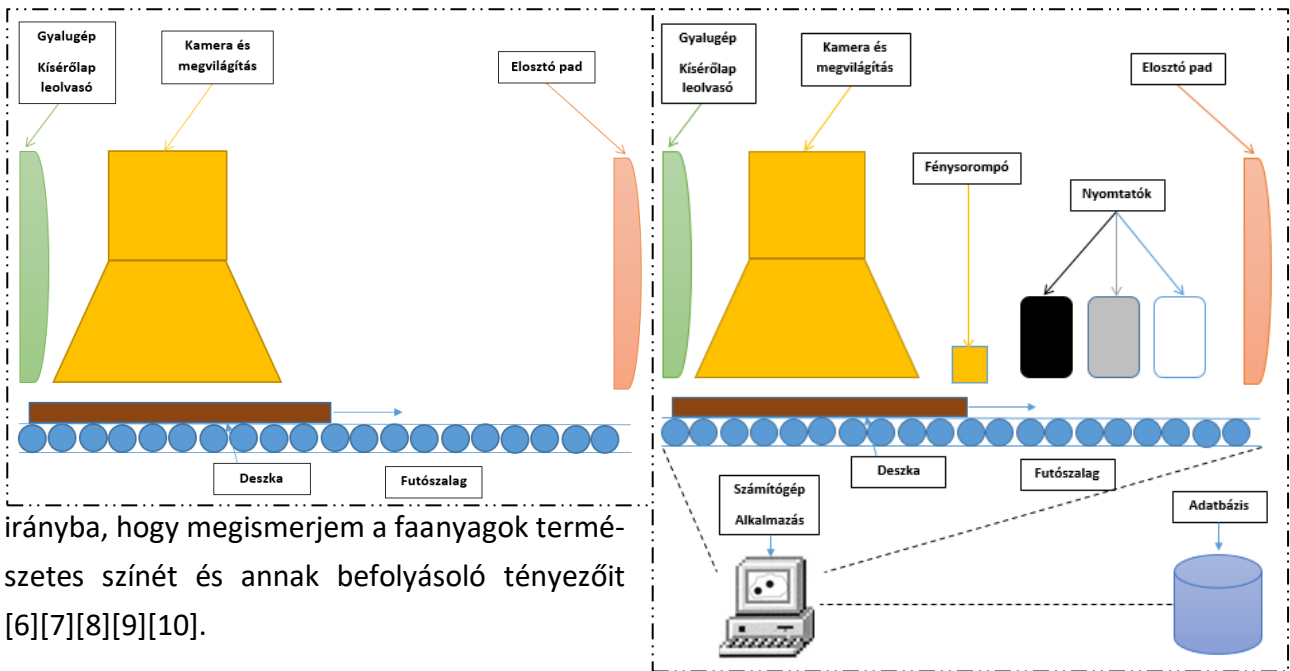 Gyalugép
Kísérőlap
leolvasó
Kamera és
megvilágítás
Elosztó pad
Deszka
Futószalag
irányba, hogy megismerjem a faanyagok termé-
szetes színét és annak befolyásoló tényezőit
[6][7][8][9][10].
Gyalugép
Kísérőlap
leolvasó
Kamera és
megvilágítás
Elosztó pad
Fénysorompó
Nyomtatók
Deszka
Futószalag
Számítógép
Alkalmazás
Adatbázis